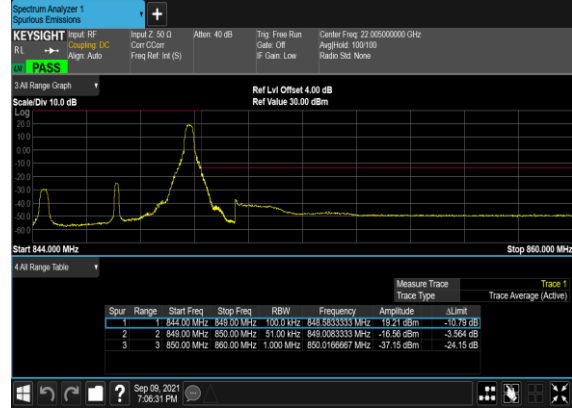 Spectrum Analyzer 1
Spurious Emissions
KEYSIGHT Input: RF Input Z: 50 Ω Atten: 40 dB Trig: Free Run Center Freq: 22.005000000 GHz
RL Coupling: DC Corr CCorr Gate: Off Avg|Hold: 100/100
Align: Auto Freq Ref: Int (S) IF Gain: Low Radio Std: None
PASS
3 All Range Graph
Ref Lvl Offset 4.00 dB
Scale/Div 10.0 dB Ref Value 30.00 dBm
Log
20.0
10.0
0.00
-10.0
-20.0
-30.0
-40.0
-50.0
-60.0
Start 844.000 MHz Stop 860.000 MHz
4 All Range Table
Measure Trace Trace 1
Trace Type Trace Average (Active)
Spur Range Start Freq Stop Freq RBW Frequency Amplitude ΔLimit
1 1 844.00 MHz 849.00 MHz 100.0 kHz 848.5833333 MHz 19.21 dBm -10.79 dB
2 2 849.00 MHz 850.00 MHz 51.00 kHz 849.0083333 MHz -16.56 dBm -3.564 dB
3 3 850.00 MHz 860.00 MHz 1.000 MHz 850.0166667 MHz -37.15 dBm -24.15 dB
Sep 09, 2021
7:06:31 PM